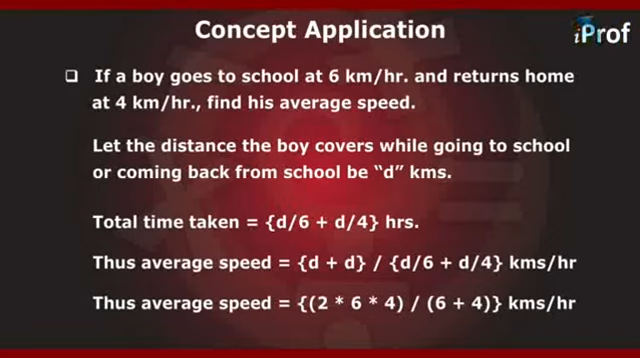 Concept Application
iProf
❑ If a boy goes to school at 6 km/hr. and returns home
at 4 km/hr., find his average speed.
Let the distance the boy covers while going to school
or coming back from school be “d” kms.
Total time taken = {d/6 + d/4} hrs.
Thus average speed = {d + d} / {d/6 + d/4} kms/hr
Thus average speed = {(2 * 6 * 4) / (6 + 4)} kms/hr